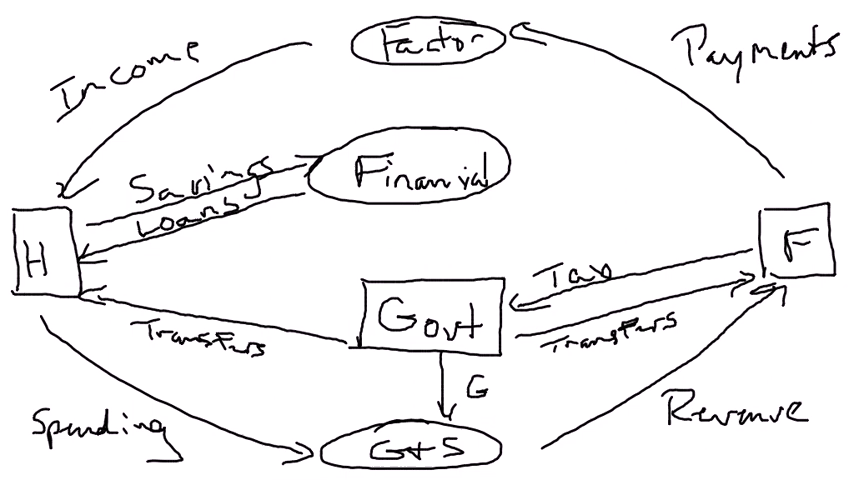 Factor
Payments
Income
Financial
Savings
Loans
H
F
Tax
Govt
Transfers
Transfers
G
Spending
G+S
Revenue